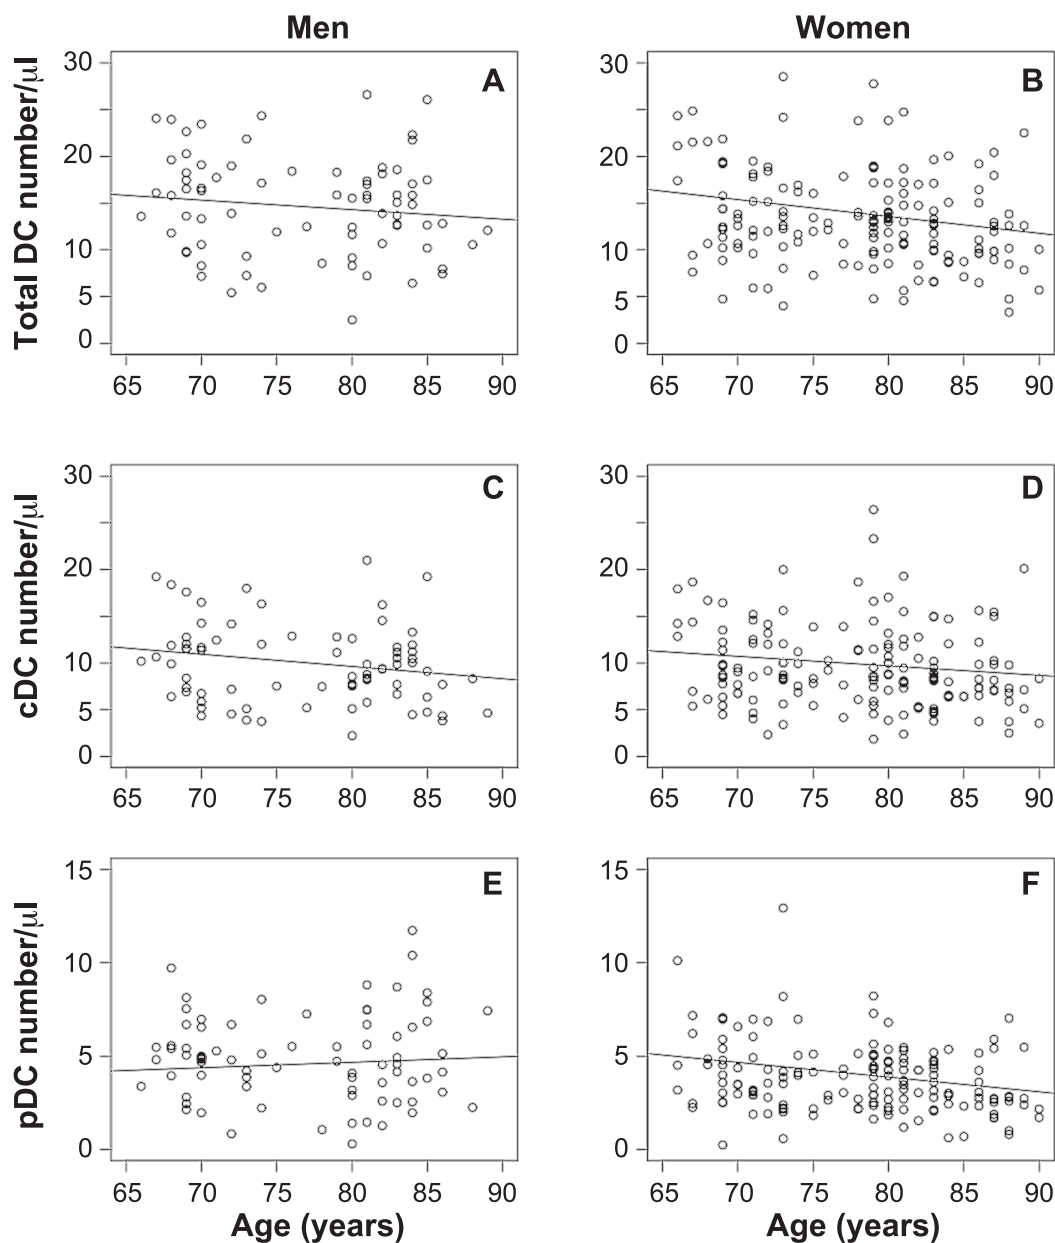 Men Women
Total DC number/μl
30
20
10
5
0
A
65 70 75 80 85 90
30
20
10
5
0
B
65 70 75 80 85 90
cDC number/μl
30
20
10
5
0
C
65 70 75 80 85 90
30
20
10
5
0
D
65 70 75 80 85 90
pDC number/μl
15
10
5
0
E
65 70 75 80 85 90
Age (years)
15
10
5
0
F
65 70 75 80 85 90
Age (years)